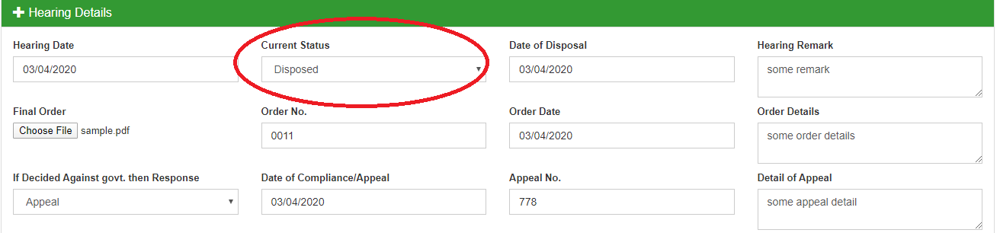 Hearing Details
Hearing Date Current Status Date of Disposal Hearing Remark
03/04/2020 Disposed 03/04/2020 some remark
Final Order Order No. Order Date Order Details
Choose File sample.pdf 0011 03/04/2020 some order details
If Decided Against govt. then Response Date of Compliance/Appeal Appeal No. Detail of Appeal
Appeal 03/04/2020 778 some appeal detail